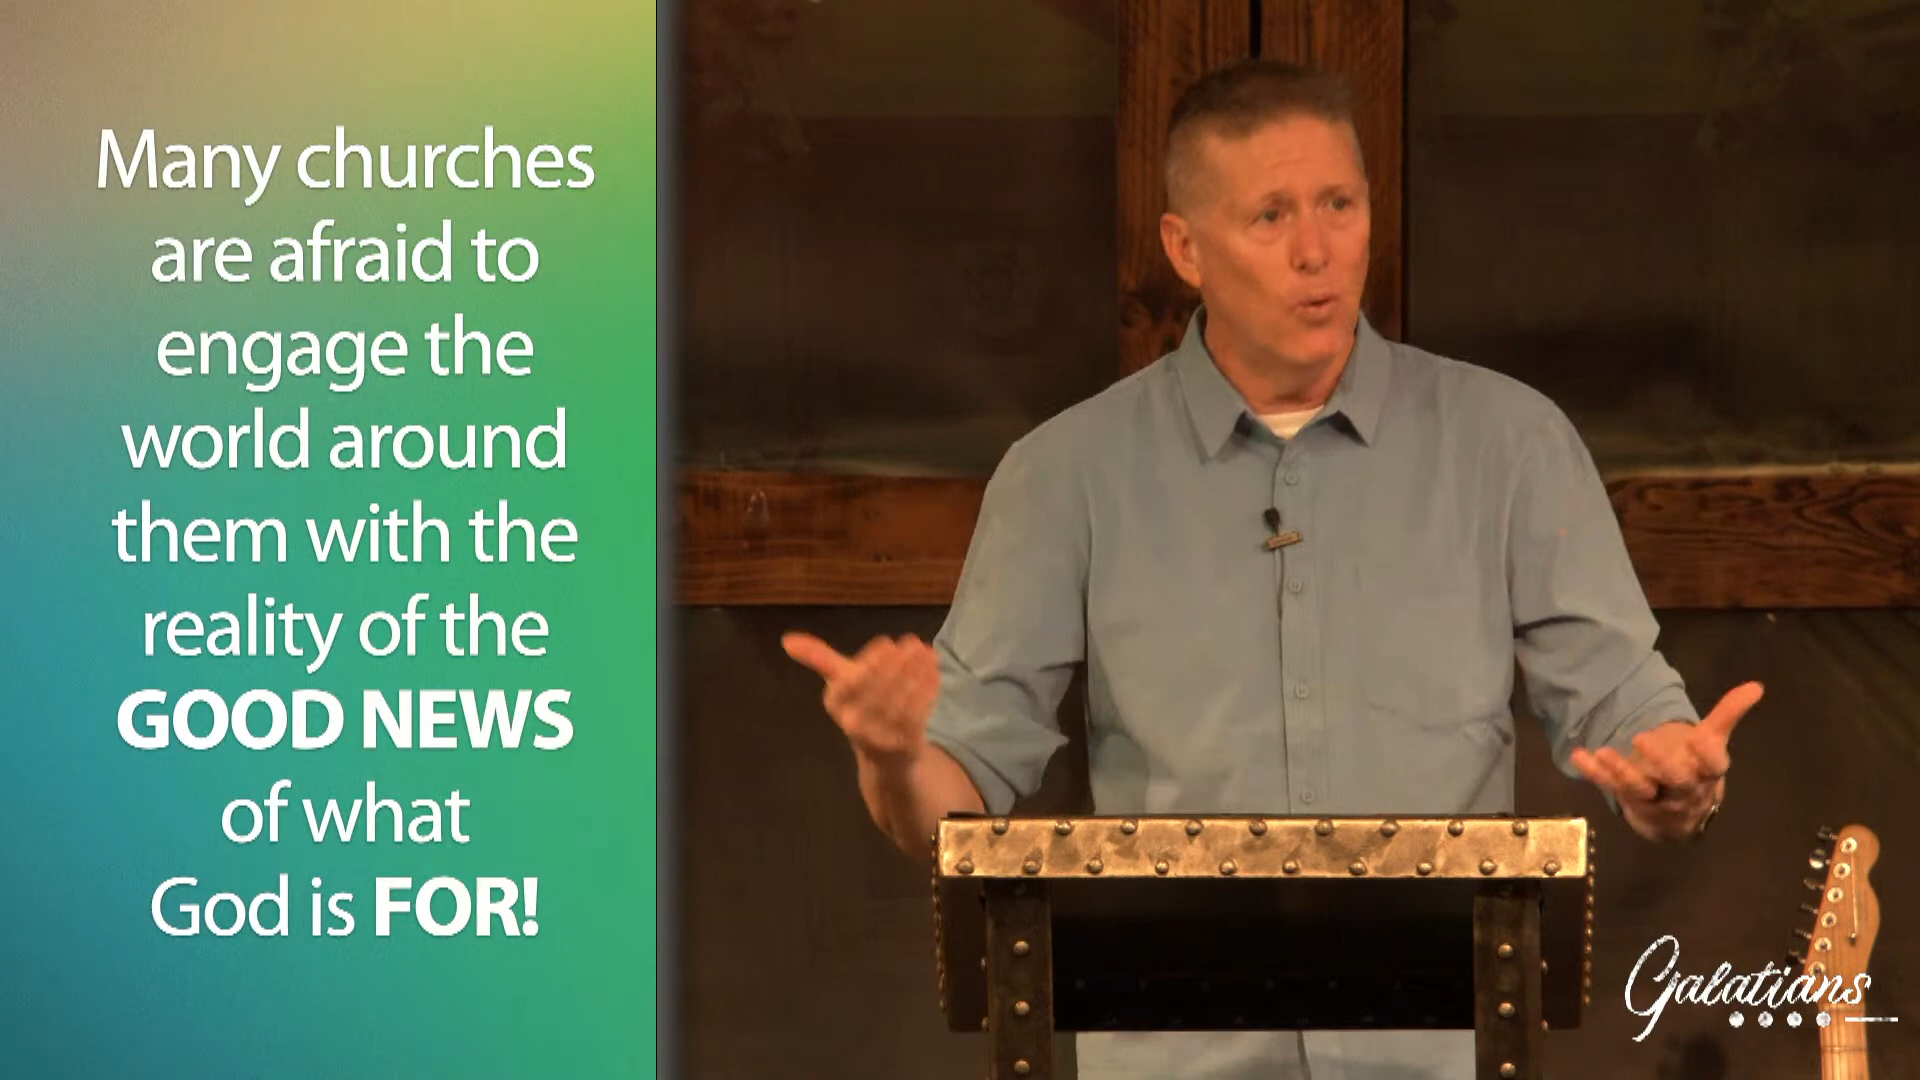 Many churches
are afraid to
engage the
world around
them with the
reality of the
GOOD NEWS
of what
God is FOR!
Galatians